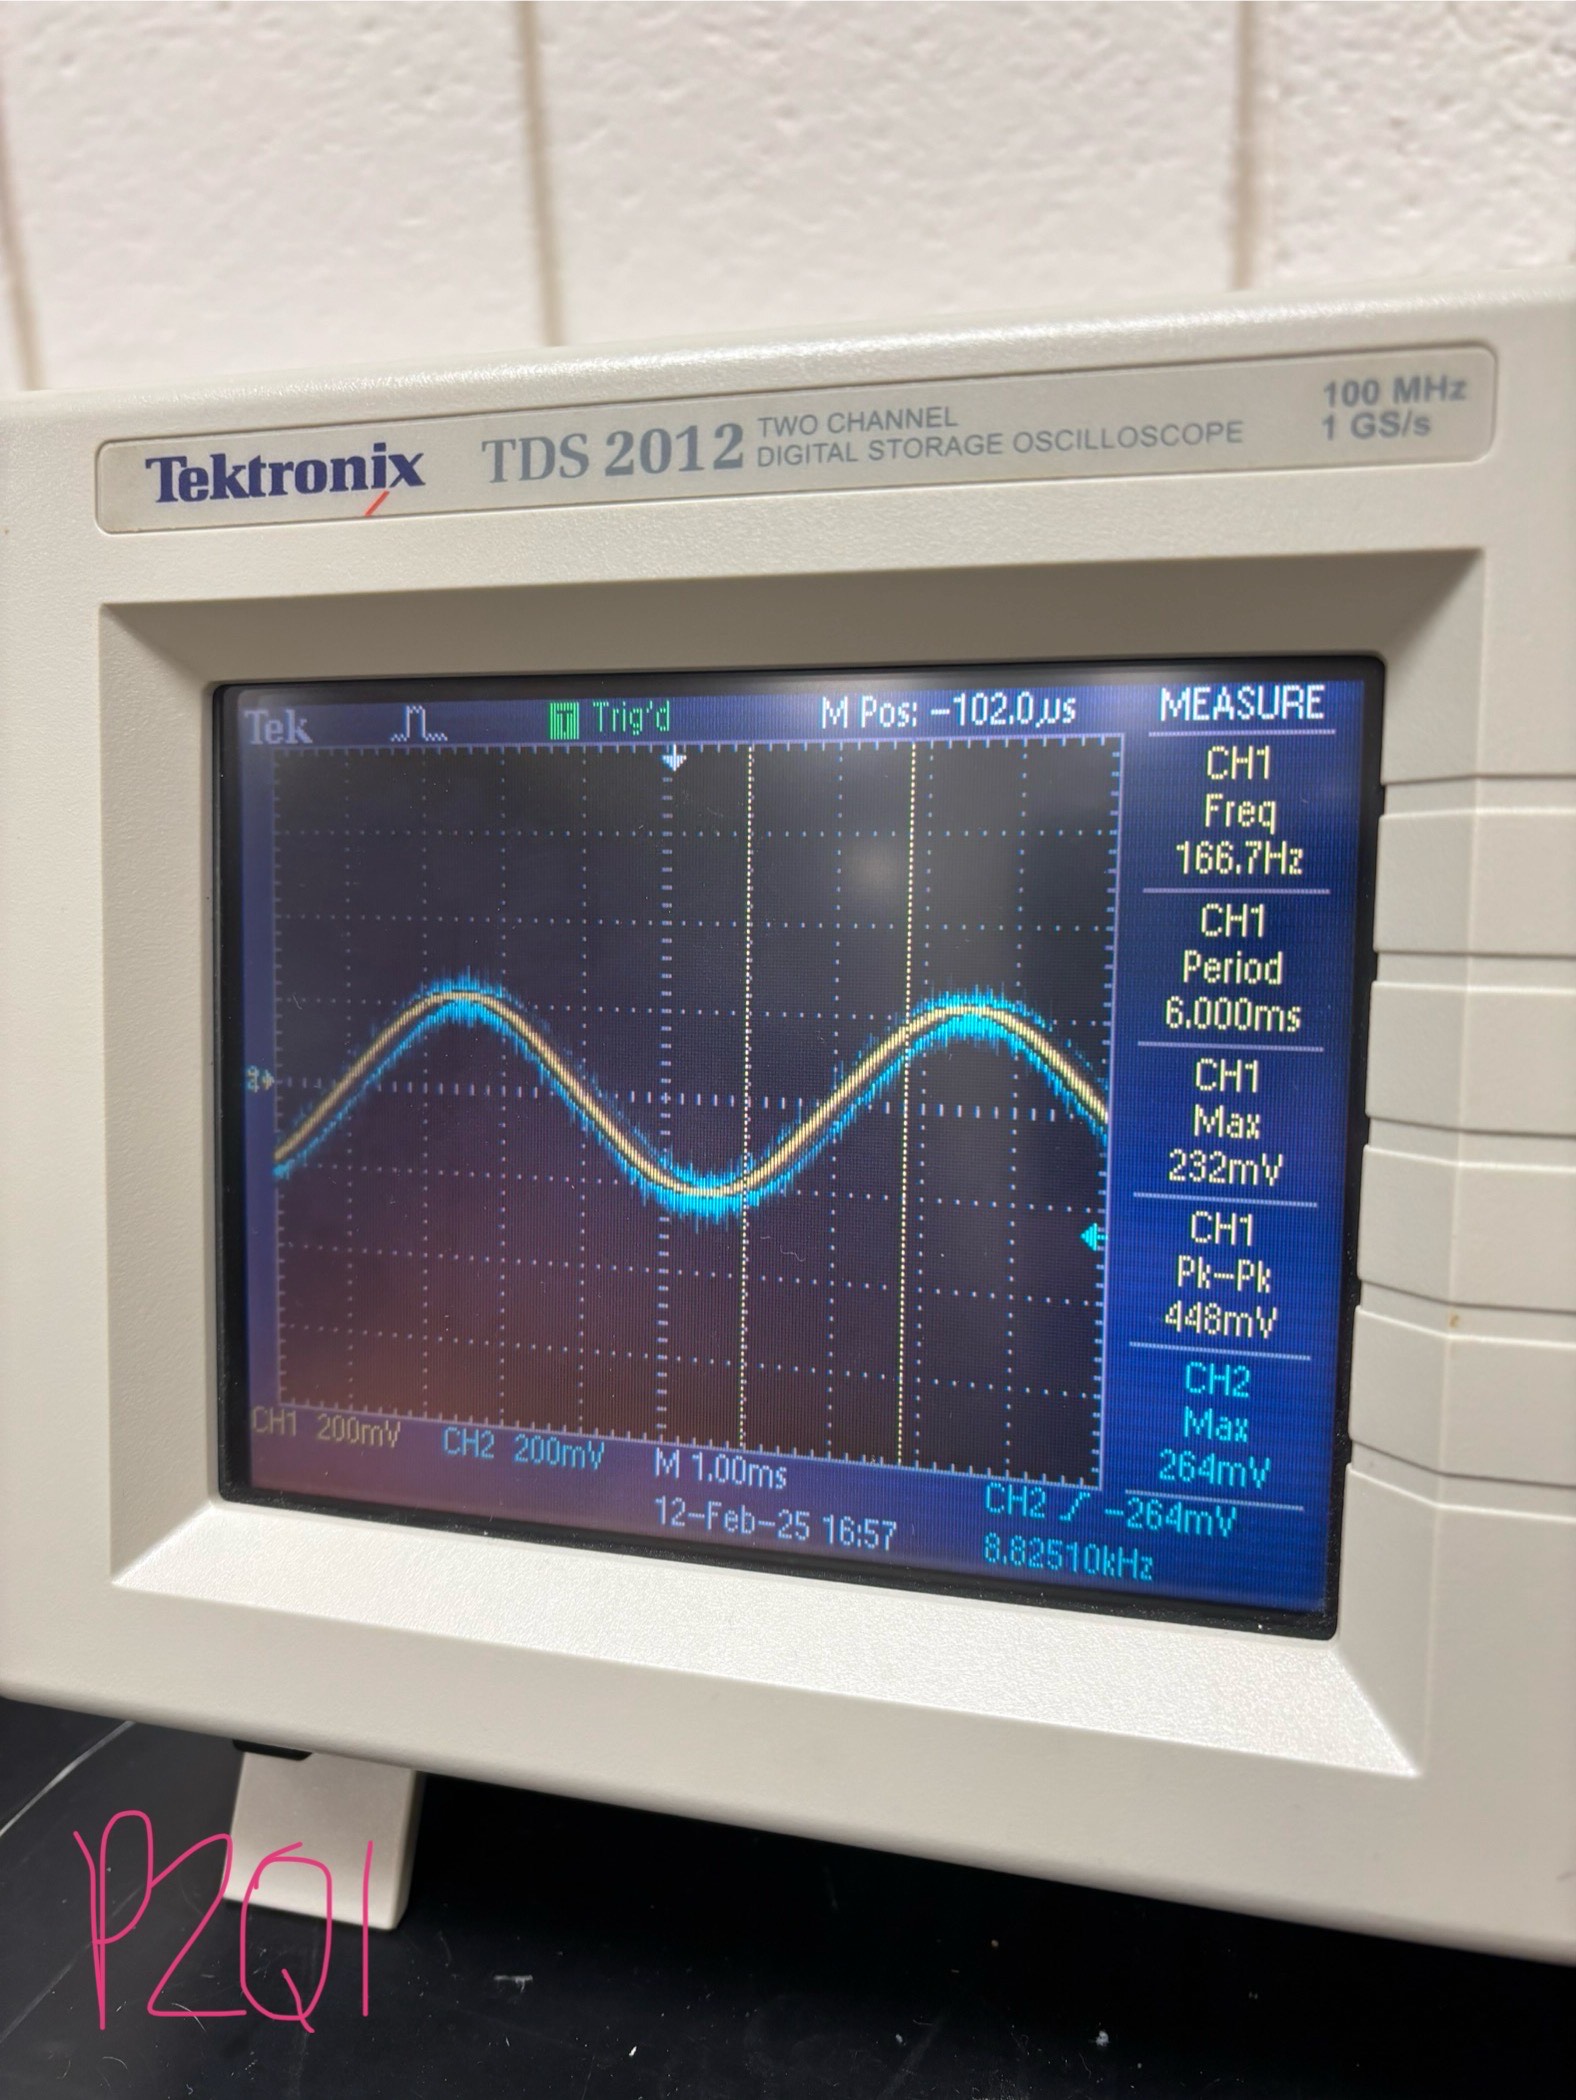 Tektronix TDS 2012 TWO CHANNEL
DIGITAL STORAGE OSCILLOSCOPE
100 MHz
1 GS/s
Tek
T Trig'd
M Pos: -102.0µs
MEASURE
CH1
Freq
166.7Hz
CH1
Period
6.000ms
CH1
Max
232mV
CH1
Pk-Pk
448mV
CH2
Max
264mV
CH1 200mV
CH2 200mV
M 1.00ms
CH2 -264mV
12-Feb-25 16:57
8.82510kHz
P2Q1